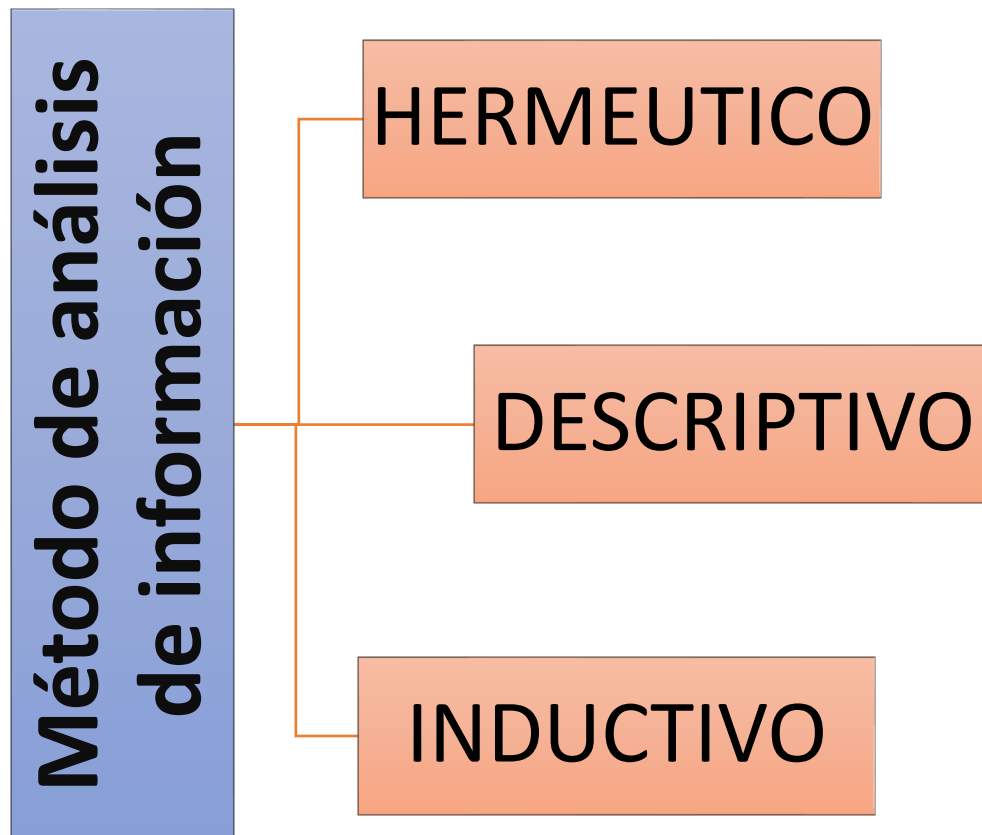 Método de análisis
de información
HERMEUTICO
DESCRIPTIVO
INDUCTIVO